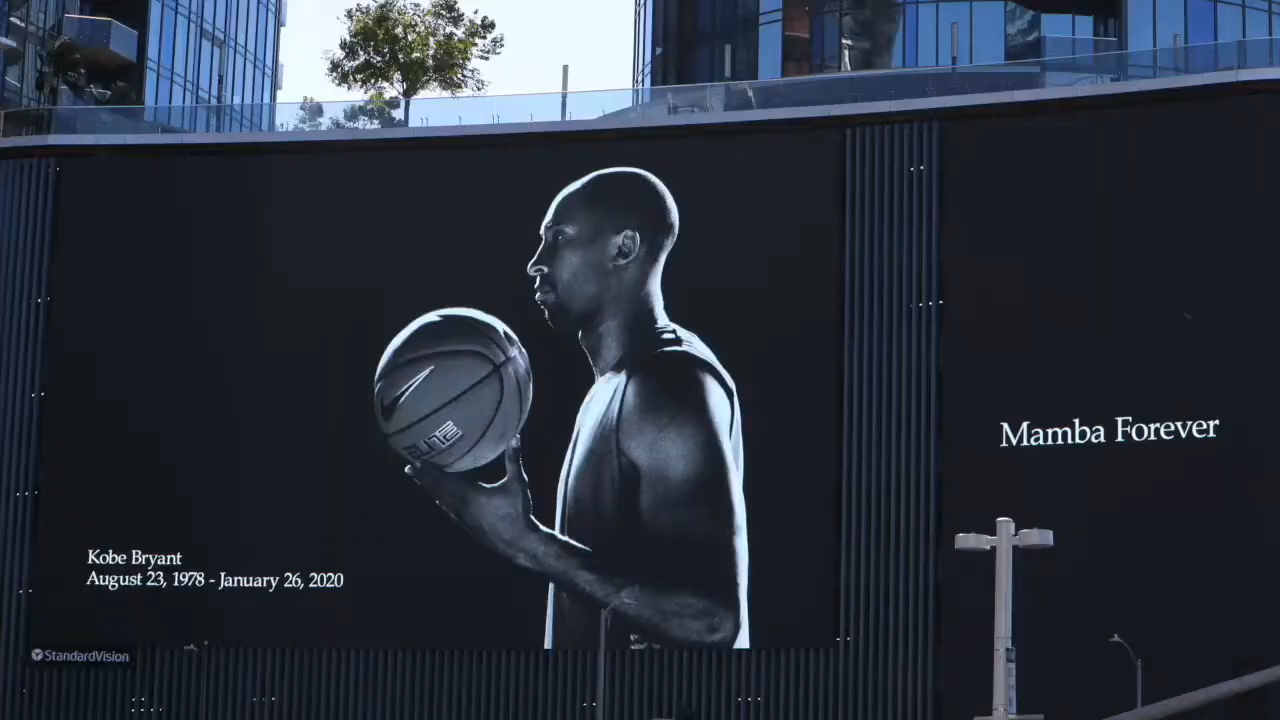 ELITE
Mamba Forever
Kobe Bryant
August 23, 1978 - January 26, 2020
StandardVision